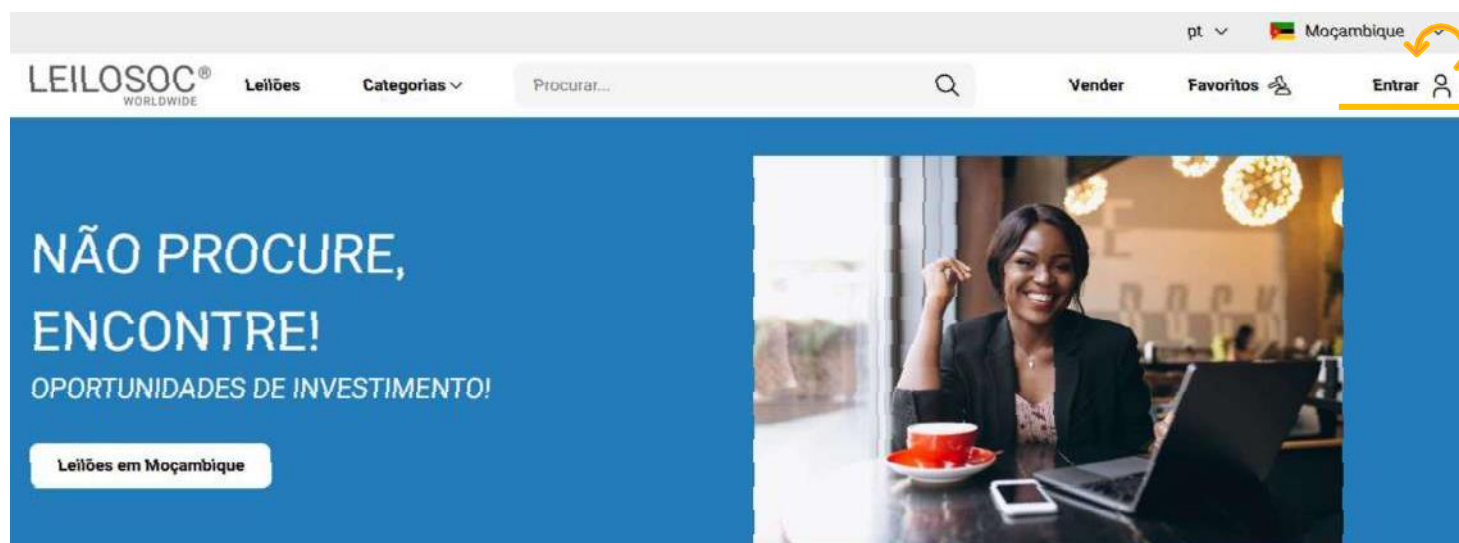 pt Moçambique
LEILOSOC® Leilões Categorias Procurar... Vender Favoritos Entrar
WORLDWIDE
NÃO PROCURE,
ENCONTRE!
OPORTUNIDADES DE INVESTIMENTO!
Leilões em Moçambique